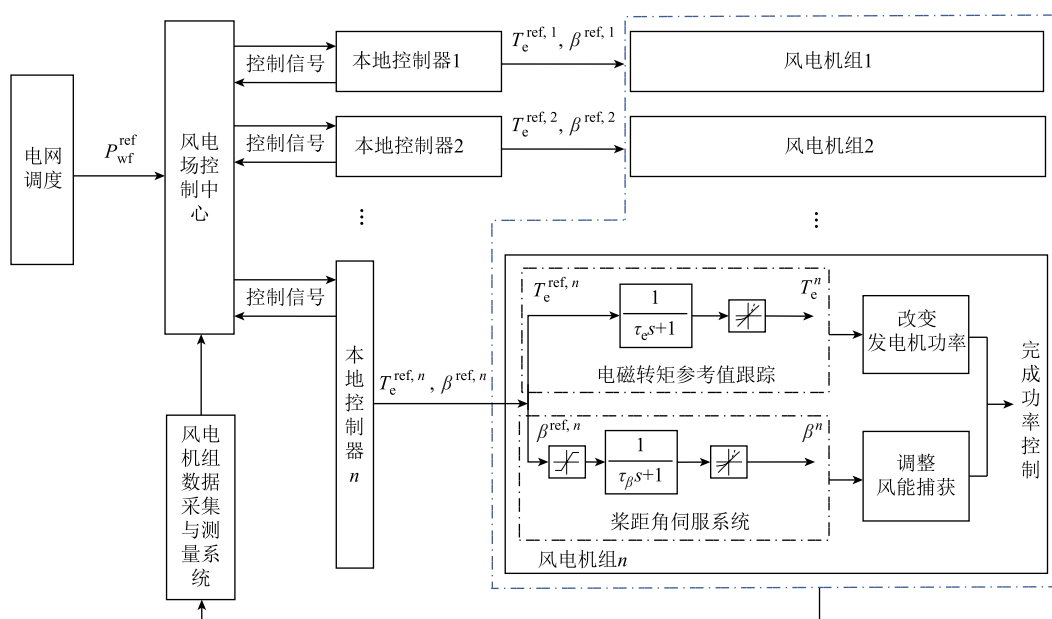 电网
调度
P_wf^ref
风电
场控
制中
心
控制信号
本地控制器1
T_e^ref, 1, β^ref, 1
风电机组1
控制信号
本地控制器2
T_e^ref, 2, β^ref, 2
风电机组2
⋮
⋮
控制信号
本
地
控
制
器
n
T_e^ref, n, β^ref, n
T_e^ref, n
1
τ_e s+1
T_e^n
电磁转矩参考值跟踪
β^ref, n
1
τ_β s+1
β^n
桨距角伺服系统
风电机组n
改变
发电机功率
调整
风能捕获
完
成
功
率
控
制
风电
机组
数据
采集
与测
量系
统